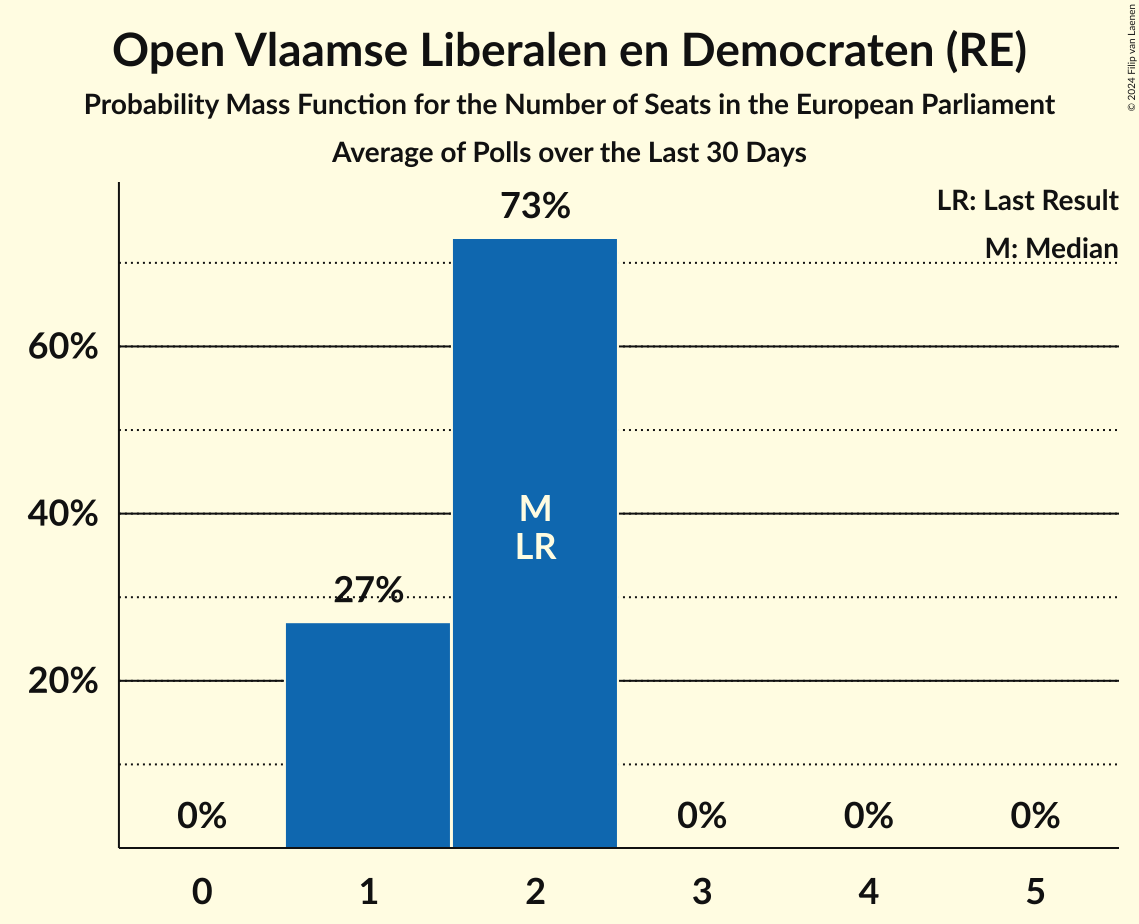 Open Vlaamse Liberalen en Democraten (RE)
Probability Mass Function for the Number of Seats in the European Parliament
Average of Polls over the Last 30 Days
© 2024 Filip van Laenen
LR: Last Result
M: Median
73%
60%
40%
20%
M
LR
27%
0%
0%
0%
0%
0
1
2
3
4
5